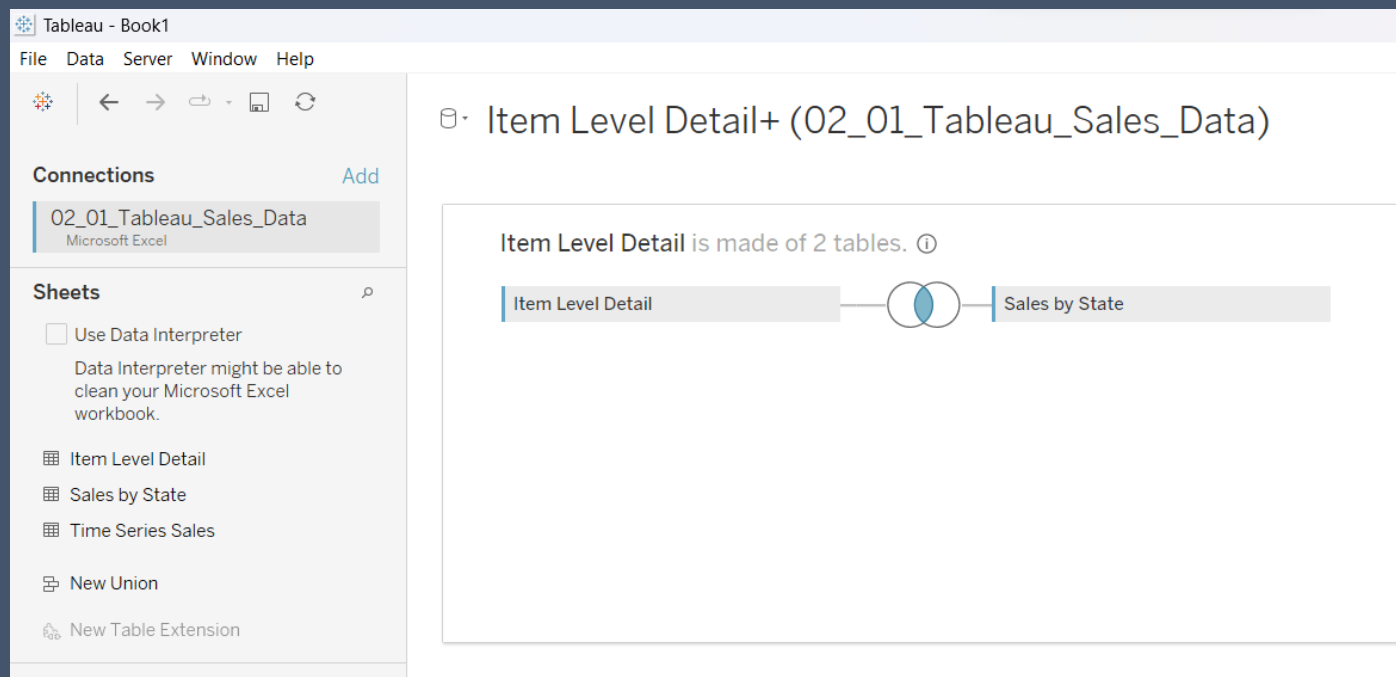 Tableau - Book1
File Data Server Window Help
Item Level Detail+ (02_01_Tableau_Sales_Data)
Connections Add
02_01_Tableau_Sales_Data
Microsoft Excel
Item Level Detail is made of 2 tables.
Item Level Detail
Sales by State
Sheets
Use Data Interpreter
Data Interpreter might be able to
clean your Microsoft Excel
workbook.
Item Level Detail
Sales by State
Time Series Sales
New Union
New Table Extension